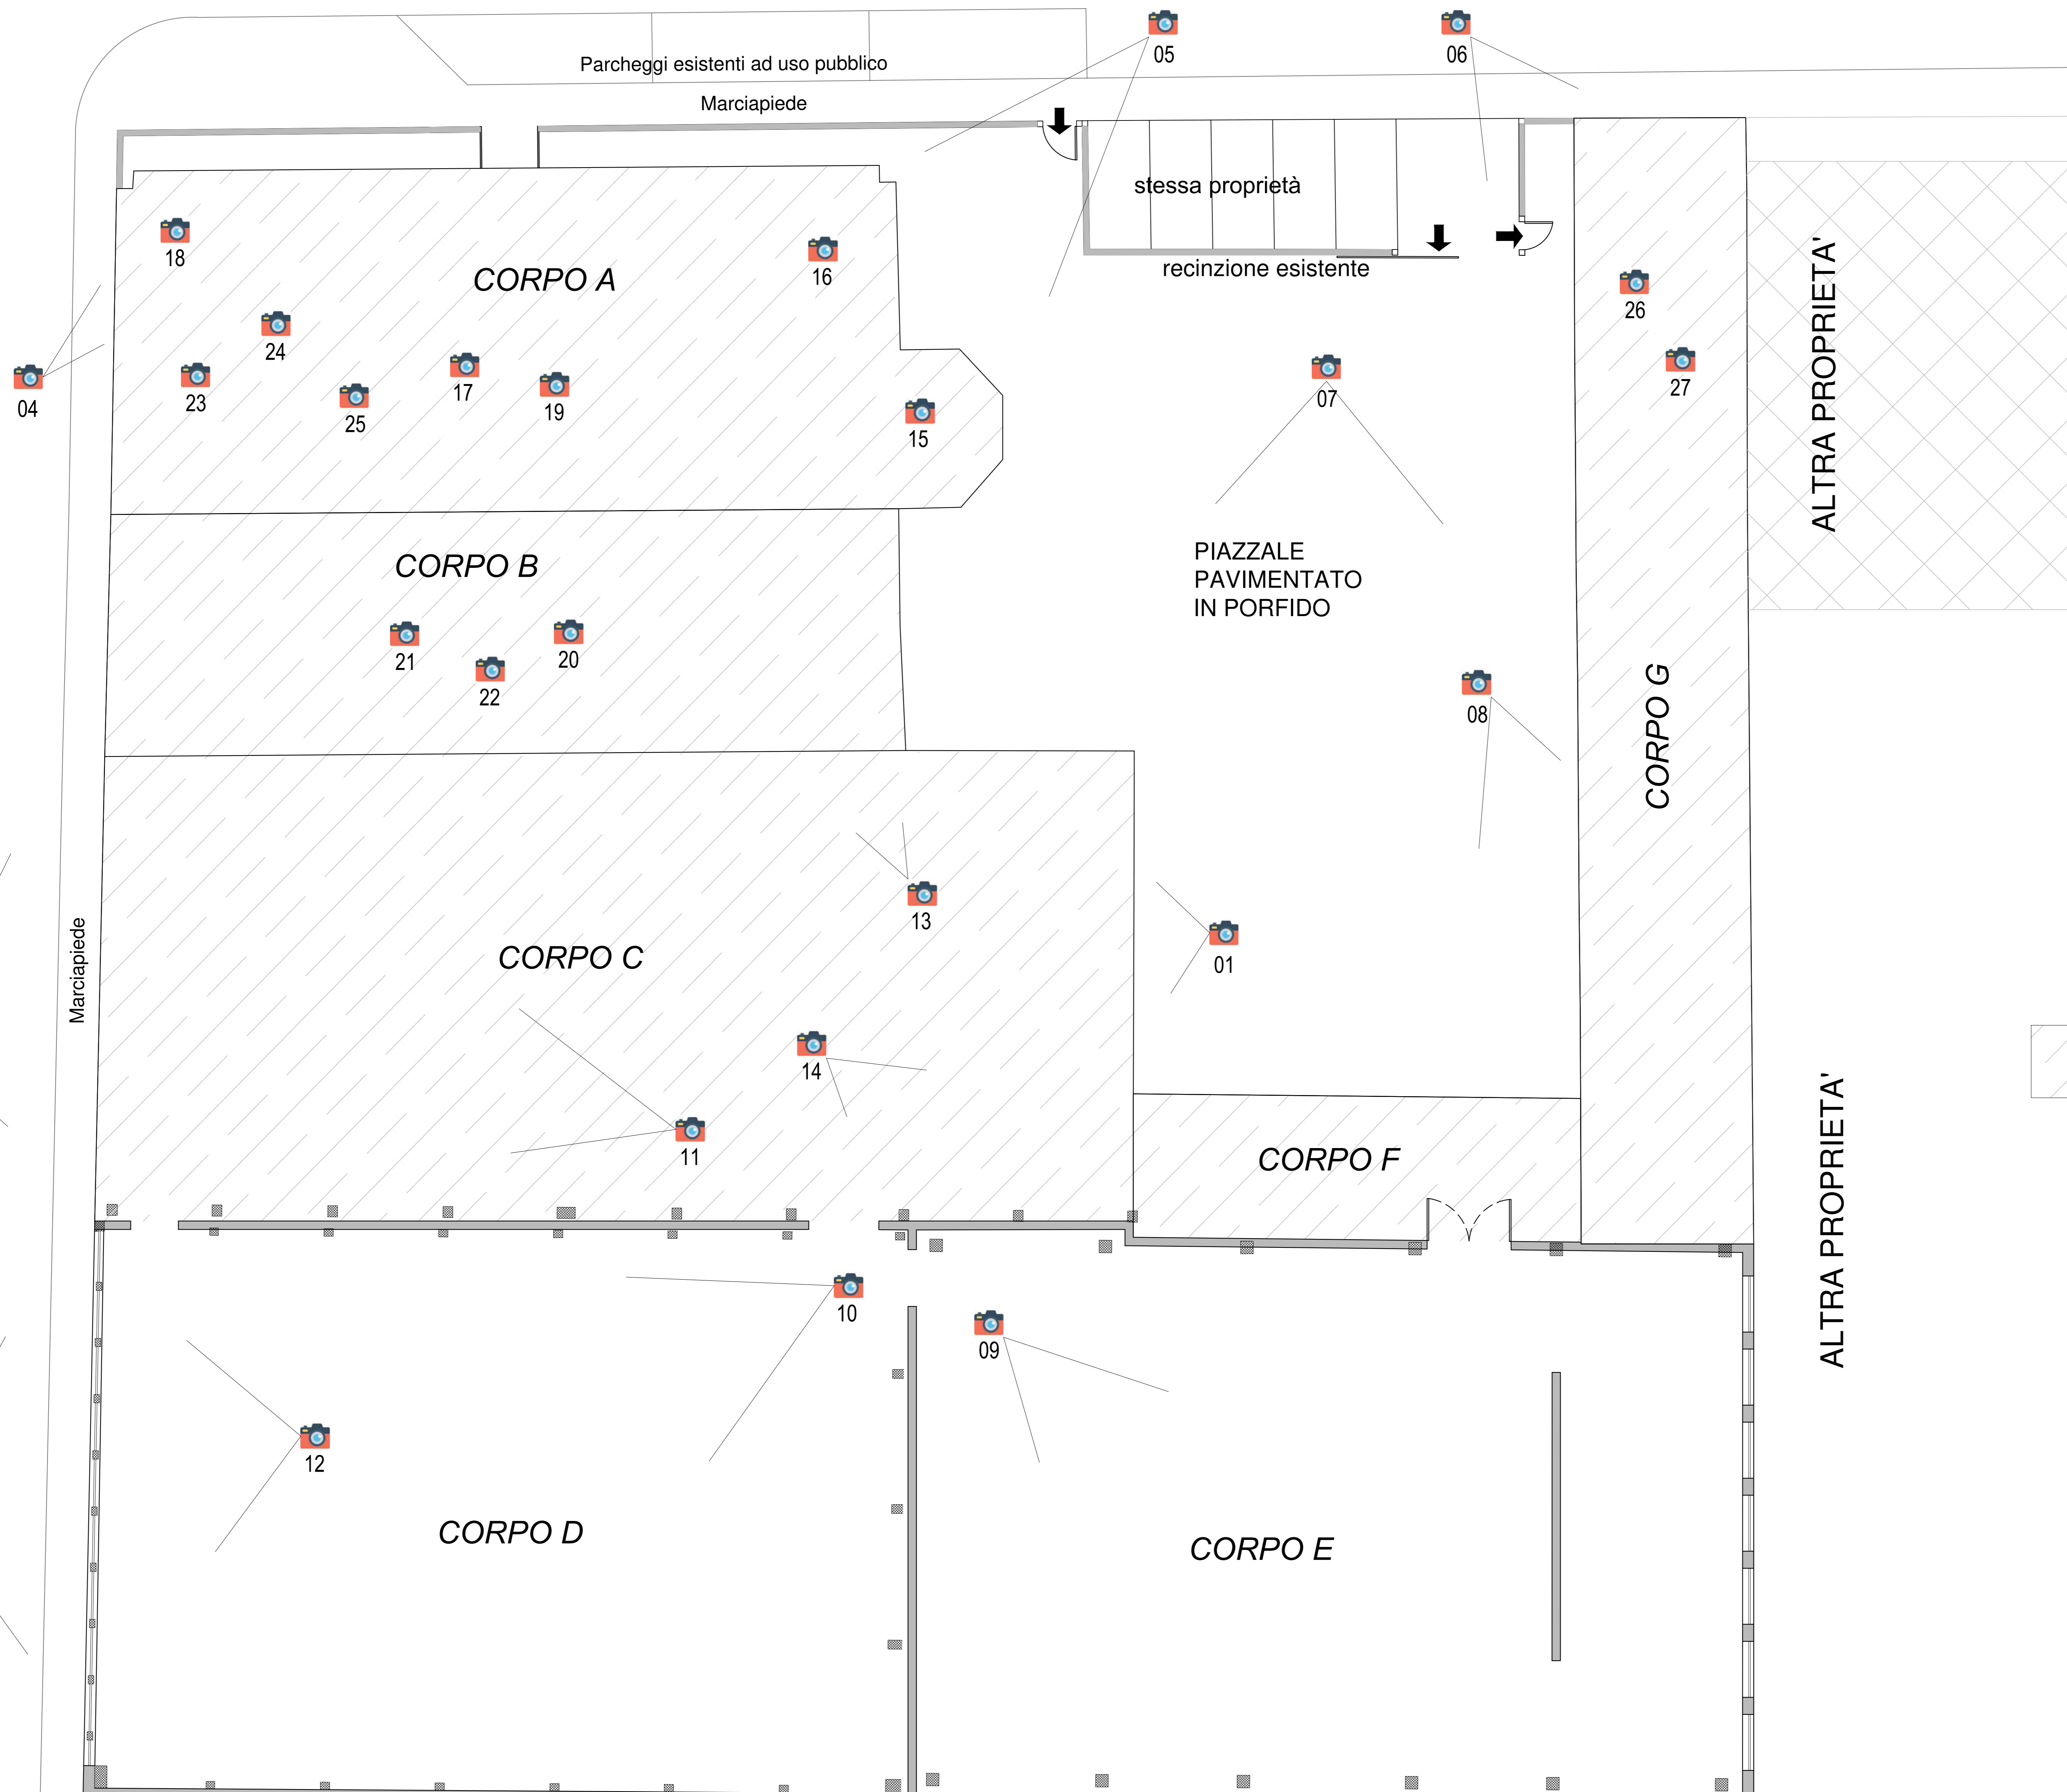 05
06
Parcheggi esistenti ad uso pubblico
Marciapiede
stessa proprietà
recinzione esistente
18
CORPO A
16
26
24
27
04
23
25
17
19
15
07
ALTRA PROPRIETA'
CORPO B
PIAZZALE
PAVIMENTATO
IN PORFIDO
21
20
22
08
CORPO G
13
Marciapiede
CORPO C
01
14
11
CORPO F
ALTRA PROPRIETA'
10
09
12
CORPO D
CORPO E